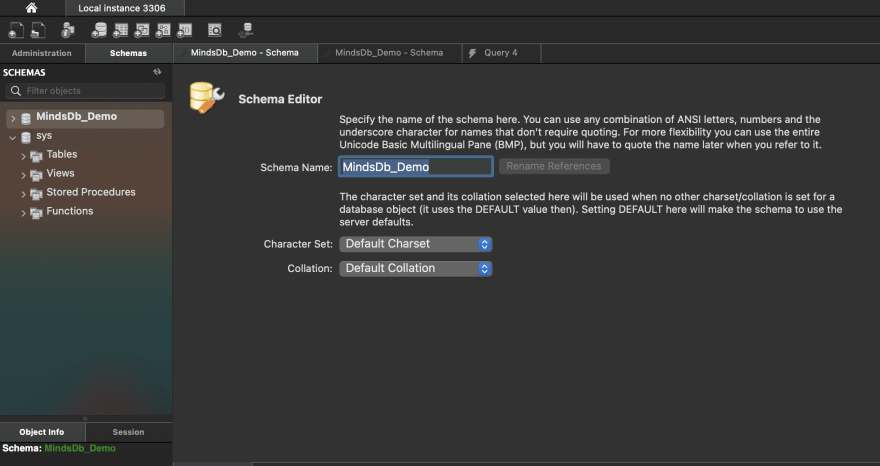 Local instance 3306
Administration
Schemas
MindsDb_Demo - Schema
MindsDb_Demo - Schema
Query 4
SCHEMAS
Filter objects
MindsDb_Demo
sys
Tables
Views
Stored Procedures
Functions
Schema Editor
Specify the name of the schema here. You can use any combination of ANSI letters, numbers and the
underscore character for names that don't require quoting. For more flexibility you can use the entire
Unicode Basic Multilingual Pane (BMP), but you will have to quote the name later when you refer to it.
Schema Name: MindsDb_Demo Rename References
The character set and its collation selected here will be used when no other charset/collation is set for a
database object (it uses the DEFAULT value then). Setting DEFAULT here will make the schema to use the
server defaults.
Character Set: Default Charset
Collation: Default Collation
Object Info
Session
Schema: MindsDb_Demo